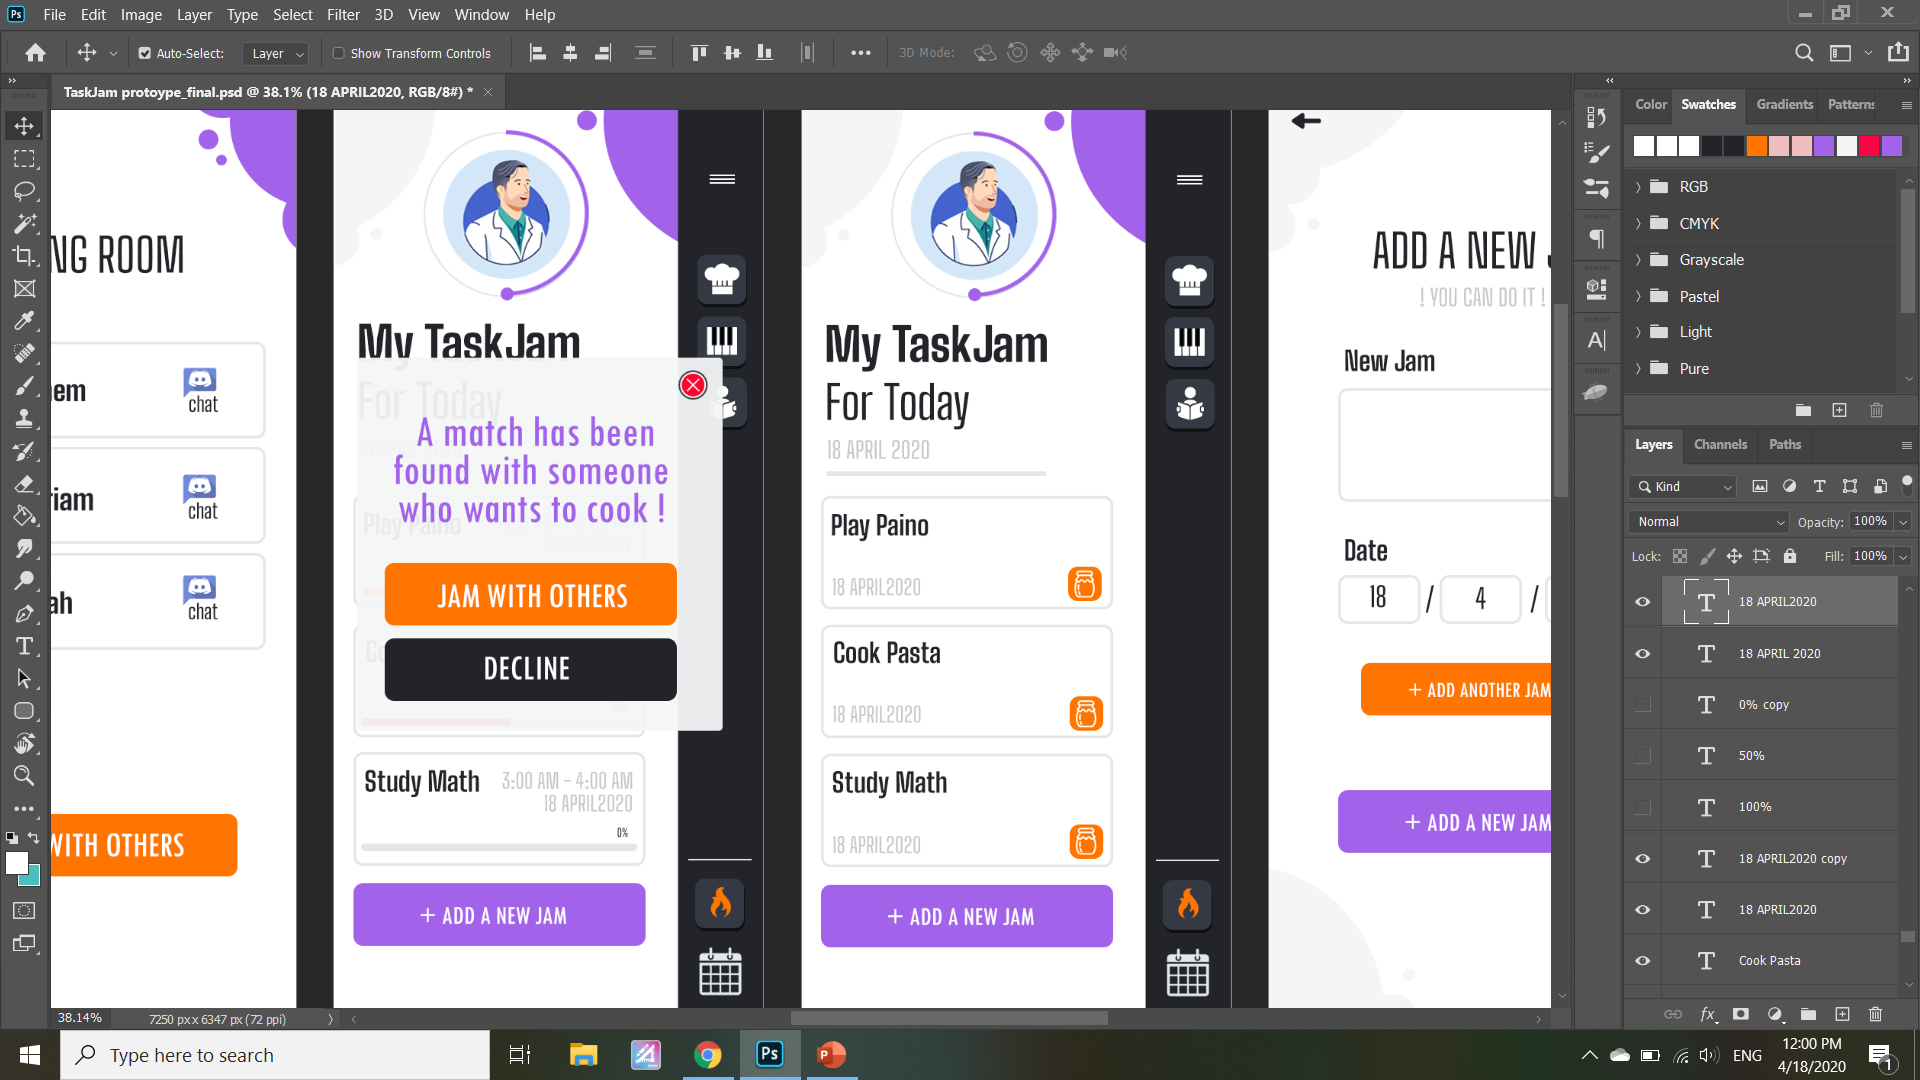 Ps File Edit Image Layer Type Select Filter 3D View Window Help
Auto-Select: Layer Show Transform Controls 3D Mode:
TaskJam protoype_final.psd @ 38.1% (18 APRIL2020, RGB/8#) *
NG ROOM
em
chat
iam
chat
ah
chat
WITH OTHERS
My TaskJam
For Today
A match has been
found with someone
who wants to cook !
Play Paino
JAM WITH OTHERS
DECLINE
Study Math 3:00 AM - 4:00 AM
18 APRIL2020
0%
+ ADD A NEW JAM
My TaskJam
For Today
18 APRIL 2020
Play Paino
18 APRIL2020
Cook Pasta
18 APRIL2020
Study Math
18 APRIL2020
+ ADD A NEW JAM
ADD A NEW J
! YOU CAN DO IT !
New Jam
Date
18 / 4 /
+ ADD ANOTHER JAM
+ ADD A NEW JAM
Color Swatches Gradients Patterns
RGB
CMYK
Grayscale
Pastel
Light
Pure
Layers Channels Paths
Kind
Normal Opacity: 100%
Lock: Fill: 100%
T 18 APRIL2020
T 18 APRIL 2020
T 0% copy
T 50%
T 100%
T 18 APRIL2020 copy
T 18 APRIL2020
T Cook Pasta
38.14% 7250 px x 6347 px (72 ppi)
Type here to search
Ps
ENG
12:00 PM
4/18/2020
1